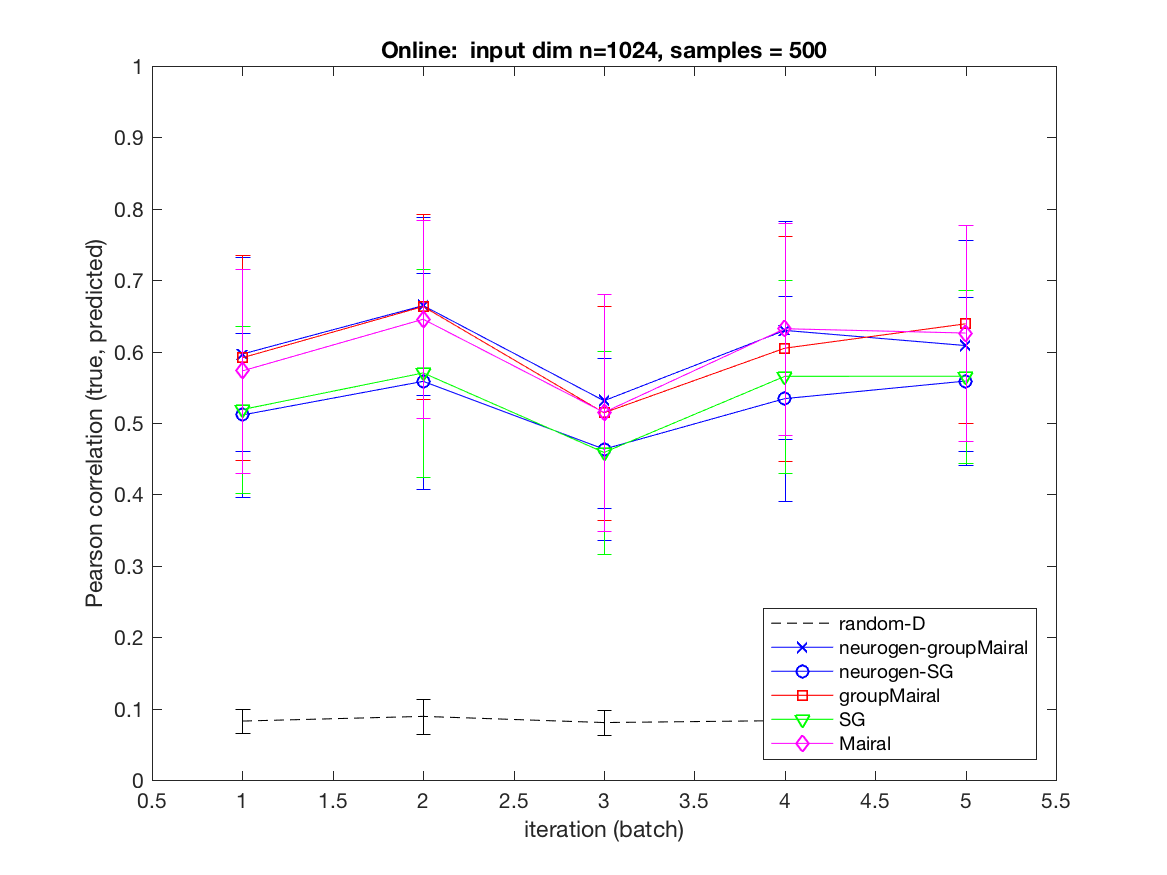 Online:  input dim n=1024, samples = 500
Pearson correlation (true, predicted)
1
0.9
0.8
0.7
0.6
0.5
0.4
0.3
0.2
0.1
0
random-D
neurogen-groupMairal
neurogen-SG
groupMairal
SG
Mairal
0.5 1 1.5 2 2.5 3 3.5 4 4.5 5 5.5
iteration (batch)